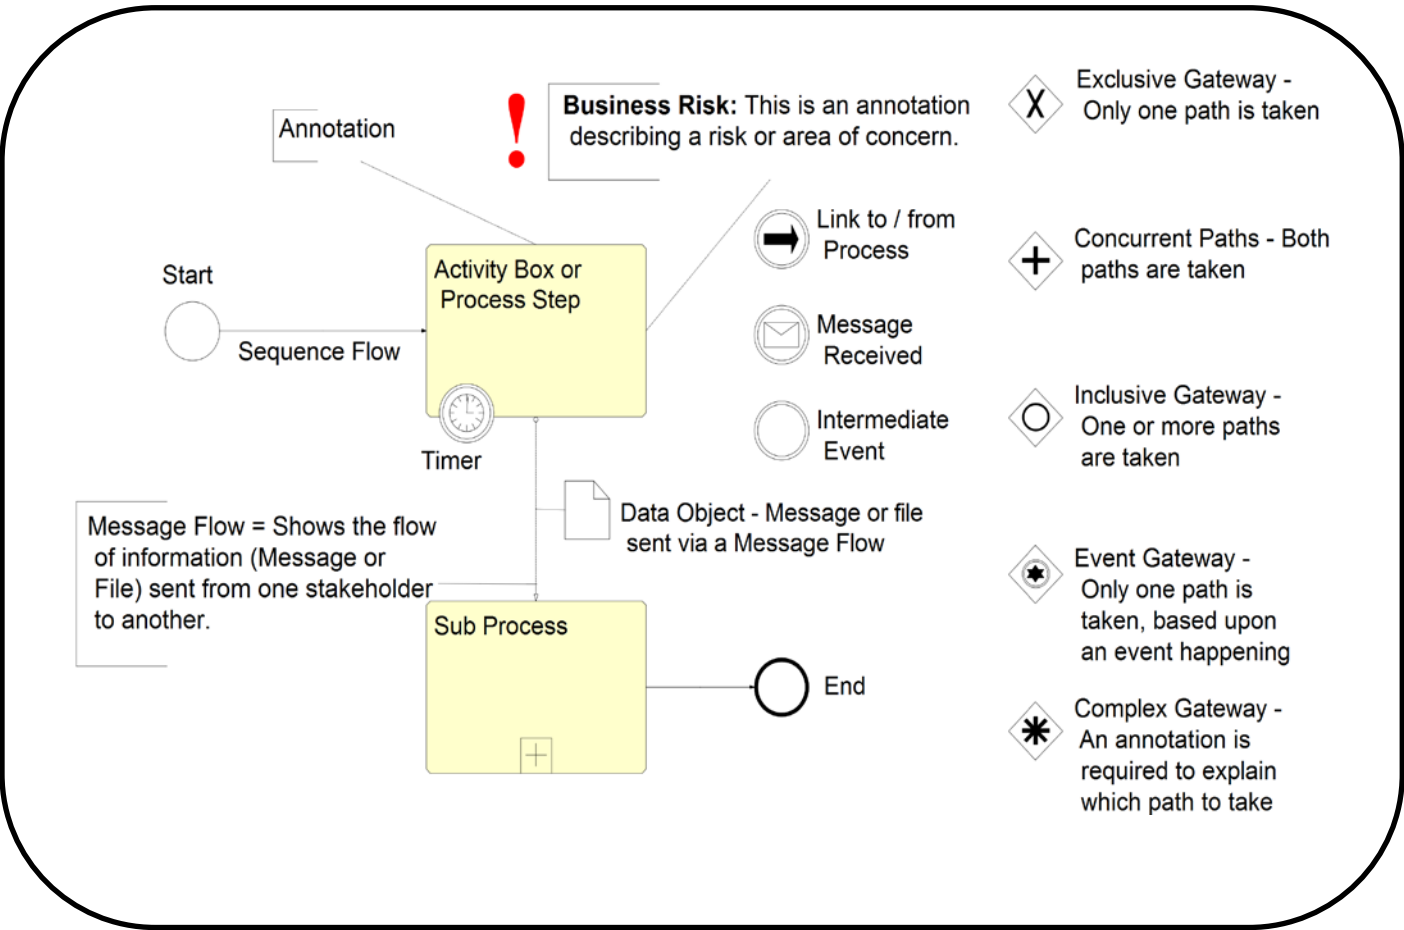 Annotation
Business Risk: This is an annotation
describing a risk or area of concern.
Exclusive Gateway -
Only one path is taken
Link to / from
Process
Concurrent Paths - Both
paths are taken
Start
Activity Box or
Process Step
Sequence Flow
Message
Received
Inclusive Gateway -
One or more paths
are taken
Intermediate
Event
Timer
Message Flow = Shows the flow
of information (Message or
File) sent from one stakeholder
to another.
Data Object - Message or file
sent via a Message Flow
Event Gateway -
Only one path is
taken, based upon
an event happening
Sub Process
End
Complex Gateway -
An annotation is
required to explain
which path to take